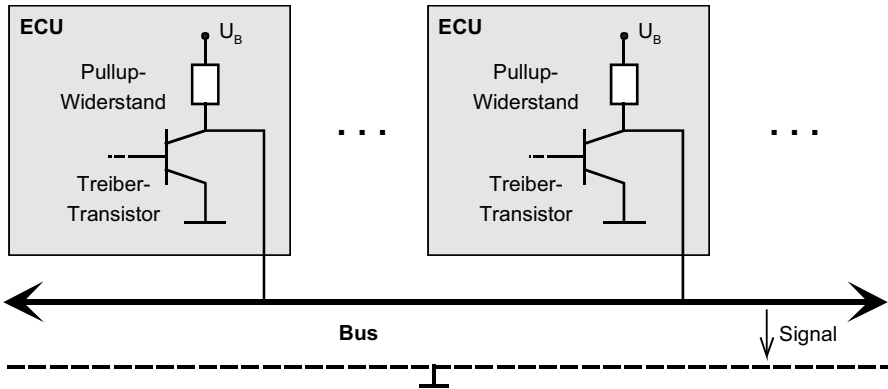 ECU
U_B
Pullup-
Widerstand
Treiber-
Transistor
. . .
ECU
U_B
Pullup-
Widerstand
Treiber-
Transistor
. . .
Bus
Signal